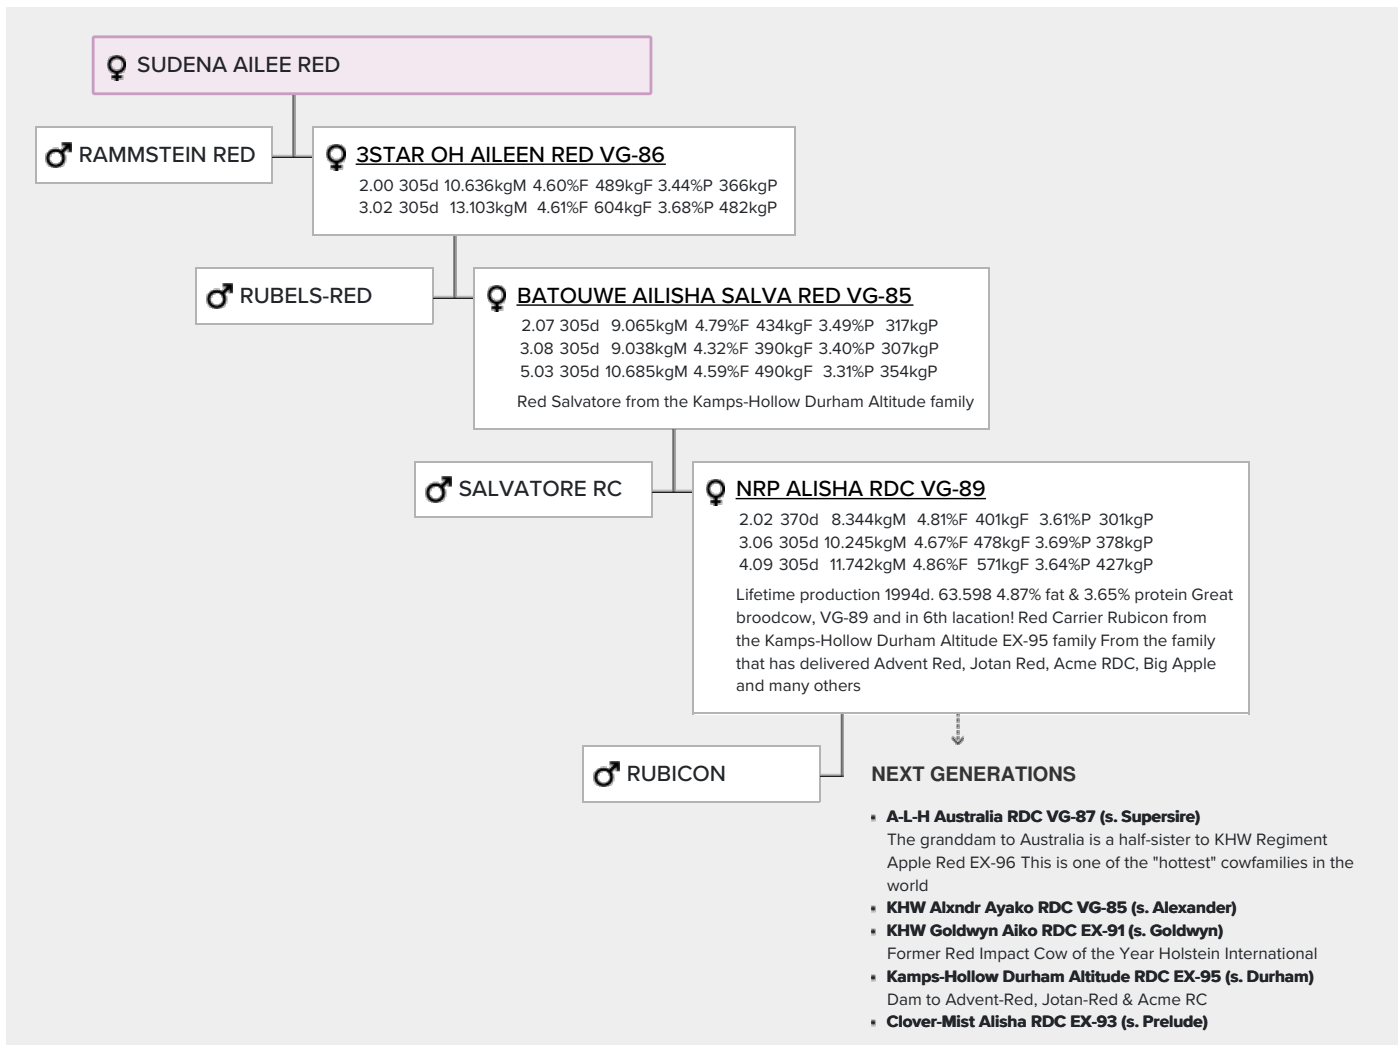 SUDENA AILEE RED
RAMMSTEIN RED
3STAR OH AILEEN RED VG-86
2.00 305d 10.636kgM 4.60%F 489kgF 3.44%P 366kgP
3.02 305d 13.103kgM 4.61%F 604kgF 3.68%P 482kgP
RUBELS-RED
BATOUWE AILISHA SALVA RED VG-85
2.07 305d 9.065kgM 4.79%F 434kgF 3.49%P 317kgP
3.08 305d 9.038kgM 4.32%F 390kgF 3.40%P 307kgP
5.03 305d 10.685kgM 4.59%F 490kgF 3.31%P 354kgP
Red Salvatore from the Kamps-Hollow Durham Altitude family
SALVATORE RC
NRP ALISHA RDC VG-89
2.02 370d 8.344kgM 4.81%F 401kgF 3.61%P 301kgP
3.06 305d 10.245kgM 4.67%F 478kgF 3.69%P 378kgP
4.09 305d 11.742kgM 4.86%F 571kgF 3.64%P 427kgP
Lifetime production 1994d. 63.598 4.87% fat & 3.65% protein Great
broodcow, VG-89 and in 6th lacation! Red Carrier Rubicon from
the Kamps-Hollow Durham Altitude EX-95 family From the family
that has delivered Advent Red, Jotan Red, Acme RDC, Big Apple
and many others
RUBICON
NEXT GENERATIONS
A-L-H Australia RDC VG-87 (s. Supersire)
The granddam to Australia is a half-sister to KHW Regiment
Apple Red EX-96 This is one of the "hottest" cowfamilies in the
world
KHW Alxndr Ayako RDC VG-85 (s. Alexander)
KHW Goldwyn Aiko RDC EX-91 (s. Goldwyn)
Former Red Impact Cow of the Year Holstein International
Kamps-Hollow Durham Altitude RDC EX-95 (s. Durham)
Dam to Advent-Red, Jotan-Red & Acme RC
Clover-Mist Alisha RDC EX-93 (s. Prelude)